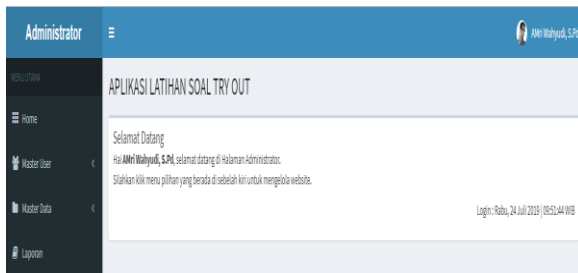 Administrator
AMri Wahyudi, S.Pd
MENU UTAMA
APLIKASI LATIHAN SOAL TRY OUT
Home
Selamat Datang
Hai AMri Wahyudi, S.Pd, selamat datang di Halaman Administrator.
Master User
Silahkan klik menu pilihan yang berada di sebelah kiri untuk mengelola website.
Master Data
Login : Rabu, 24 Juli 2019 | 09:51:44 WIB
Laporan